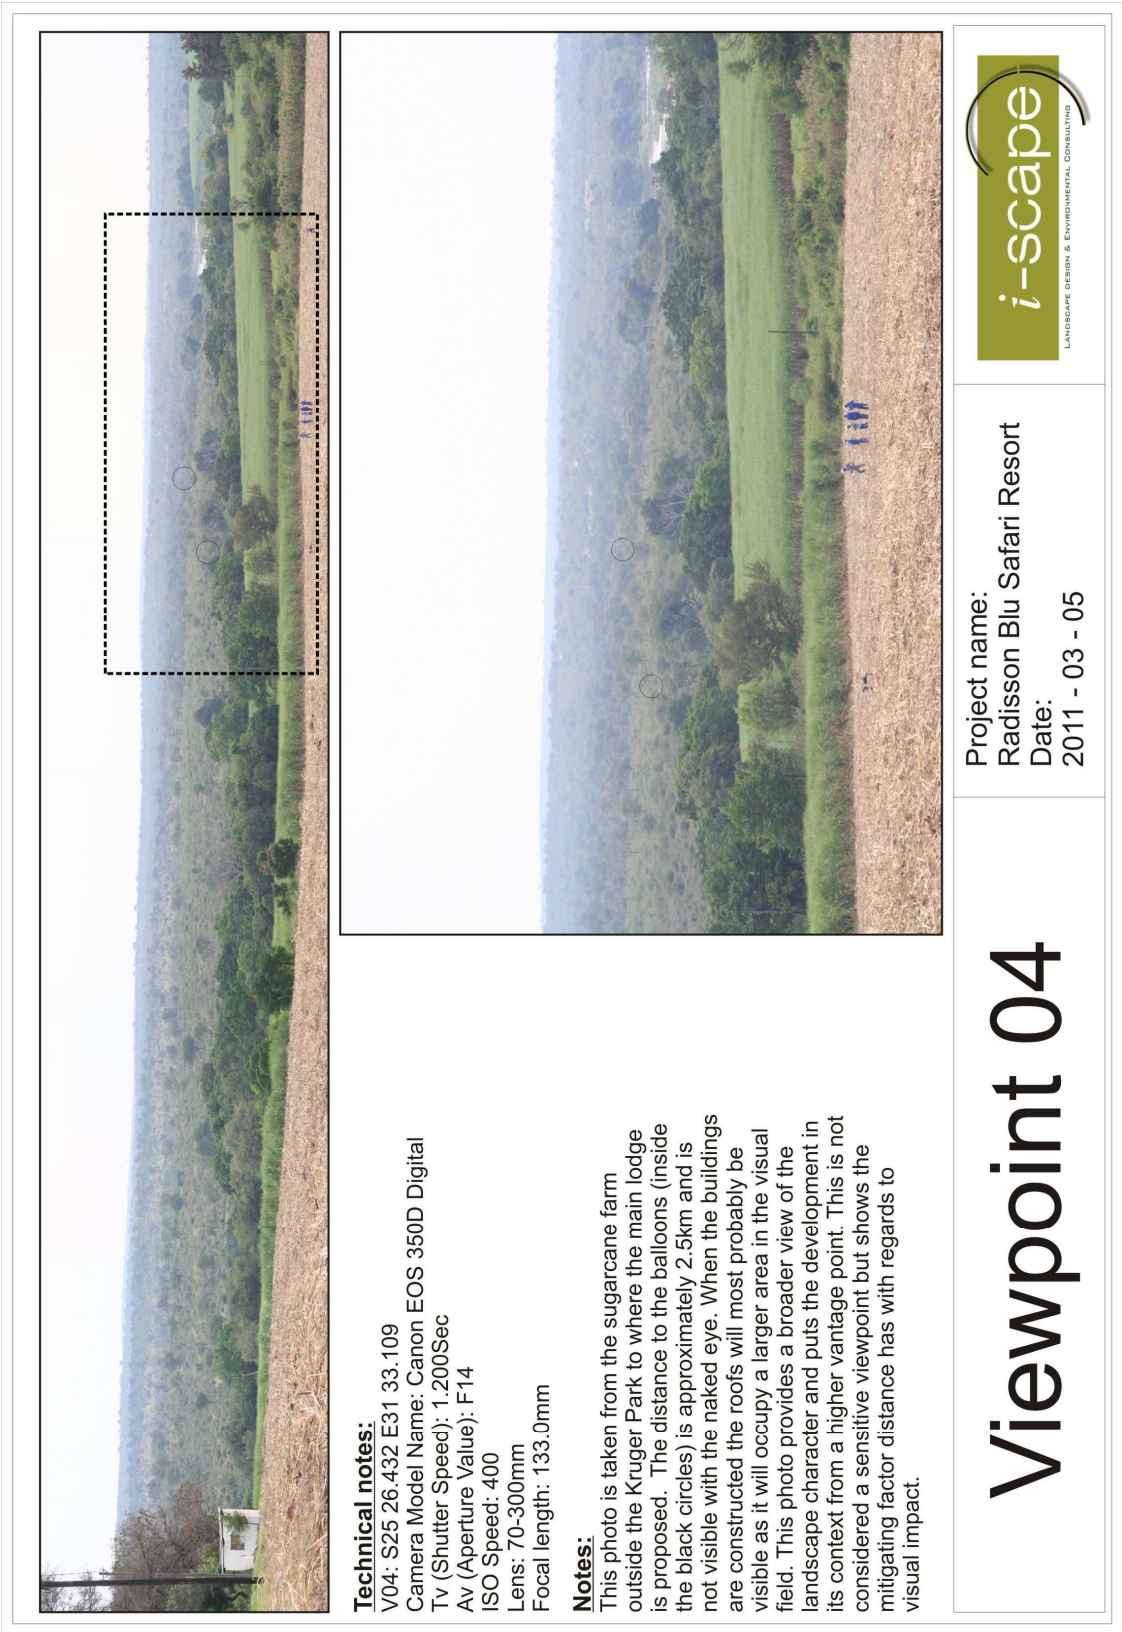 Technical notes:
V04: S25 26.432 E31 33.109
Camera Model Name: Canon EOS 350D Digital
Tv (Shutter Speed): 1.200Sec
Av (Aperture Value): F14
ISO Speed: 400
Lens: 70-300mm
Focal length: 133.0mm
Notes:
This photo is taken from the sugarcane farm
outside the Kruger Park to where the main lodge
is proposed. The distance to the balloons (inside
the black circles) is approximately 2.5km and is
not visible with the naked eye. When the buildings
are constructed the roofs will most probably be
visible as it will occupy a larger area in the visual
field. This photo provides a broader view of the
landscape character and puts the development in
its context from a higher vantage point. This is not
considered a sensitive viewpoint but shows the
mitigating factor distance has with regards to
visual impact.
Viewpoint 04
Project name:
Radisson Blu Safari Resort
Date:
2011 - 03 - 05
i-scape
LANDSCAPE DESIGN & ENVIRONMENTAL CONSULTING